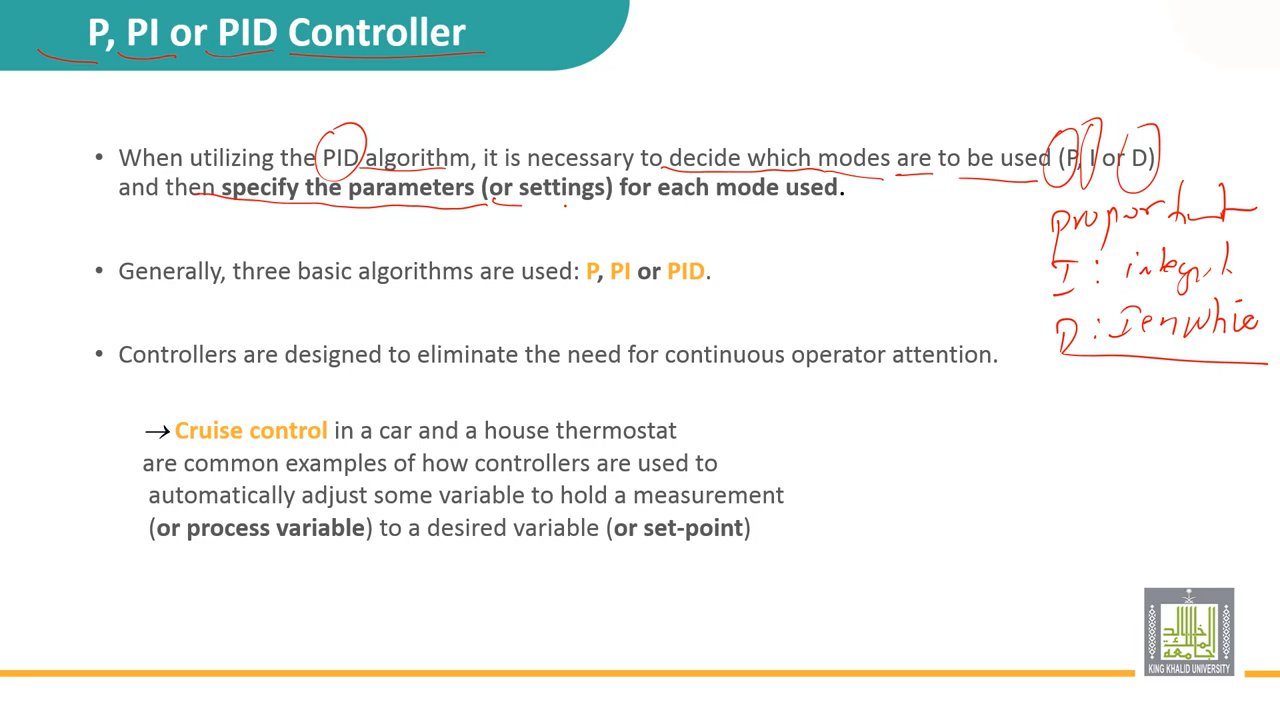 P, PI or PID Controller
• When utilizing the PID algorithm, it is necessary to decide which modes are to be used (P, I or D)
and then specify the parameters (or settings) for each mode used.
I : integral
D :
• Generally, three basic algorithms are used: P, PI or PID.
• Controllers are designed to eliminate the need for continuous operator attention.
→ Cruise control in a car and a house thermostat
are common examples of how controllers are used to
automatically adjust some variable to hold a measurement
(or process variable) to a desired variable (or set-point)
KING KHALID UNIVERSITY